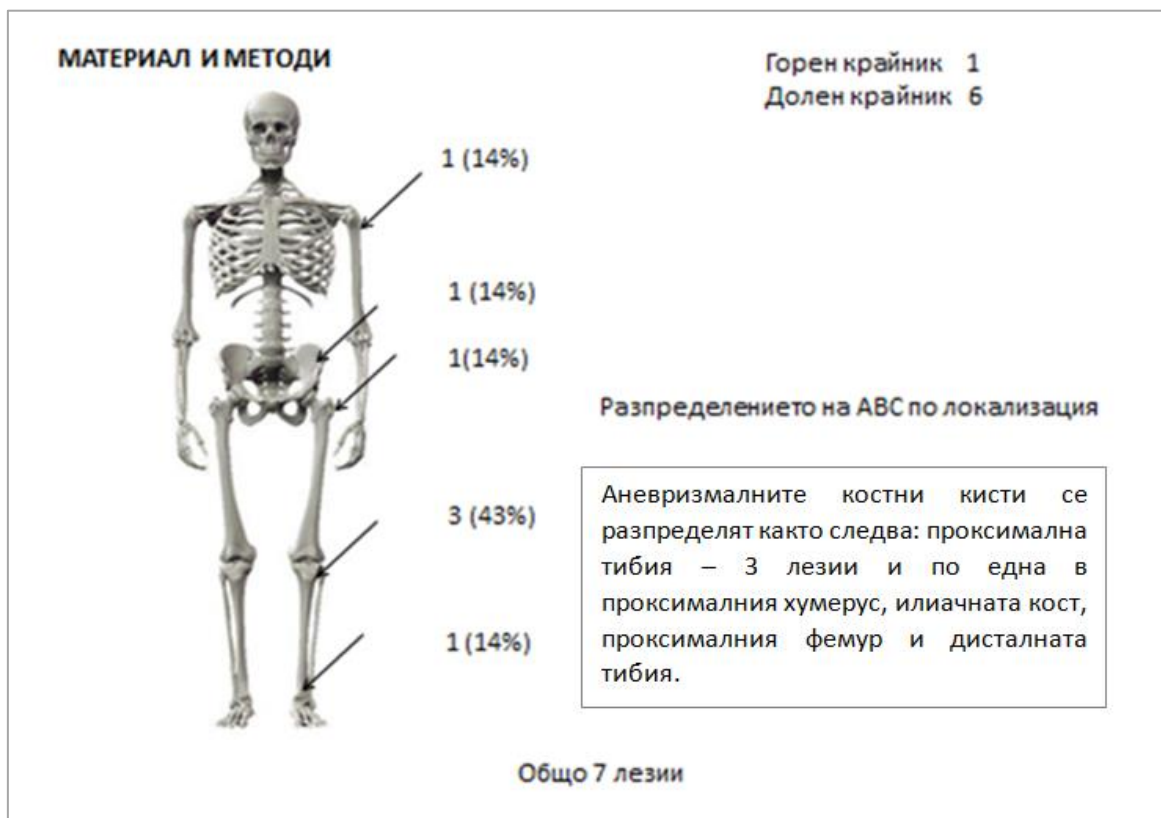 МАТЕРИАЛ И МЕТОДИ
Горен крайник 1
Долен крайник 6
1 (14%)
1 (14%)
1(14%)
Разпределението на АВС по локализация
3 (43%)
Аневризмалните костни кисти се
разпределят както следва: проксимална
тибия – 3 лезии и по една в
проксималния хумерус, илиачната кост,
проксималния фемур и дисталната
тибия.
1 (14%)
Общо 7 лезии